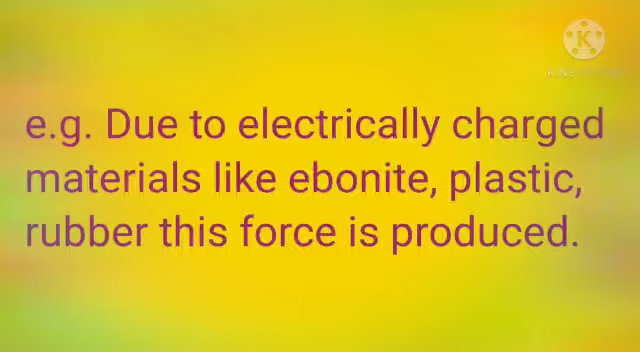 K
e.g. Due to electrically charged
materials like ebonite, plastic,
rubber this force is produced.